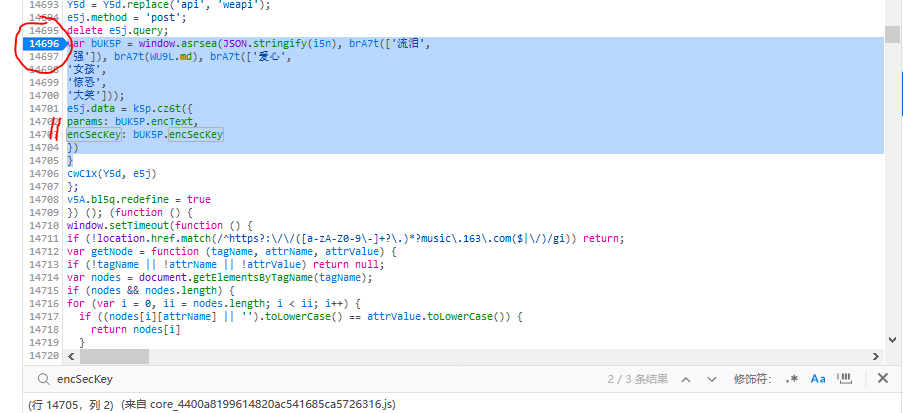 14693 Y5d = Y5d.replace('api', 'weapi');
14694 e5j.method = 'post';
14695 delete e5j.query;
14696 var bUK5P = window.asrsea(JSON.stringify(i5n), brA7t(['流泪',
14697 '强']), brA7t(WU9L.md), brA7t(['爱心',
14698 '女孩',
14699 '惊恐',
14700 '大笑']));
14701 e5j.data = k5p.cz6t({
14702 params: bUK5P.encText,
14703 encSecKey: bUK5P.encSecKey
14704 })
14705 }
14706 cwC1x(Y5d, e5j)
14707 };
14708 v5A.bl5q.redefine = true
14709 }) (); (function () {
14710 window.setTimeout(function () {
14711 if (!location.href.match(/^https?:\/\/([a-zA-Z0-9\-]+?\.)*?music\.163\.com($|\/)/gi)) return;
14712 var getNode = function (tagName, attrName, attrValue) {
14713 if (!tagName || !attrName || !attrValue) return null;
14714 var nodes = document.getElementsByTagName(tagName);
14715 if (nodes && nodes.length) {
14716 for (var i = 0, ii = nodes.length; i < ii; i++) {
14717 if ((nodes[i][attrName] || '').toLowerCase() == attrValue.toLowerCase()) {
14718 return nodes[i]
14719 }
14720
encSecKey 2 / 3 条结果 修饰符: .* Aa
(行 14705, 列 2) (来自 core_4400a8199614820ac541685ca5726316.js)